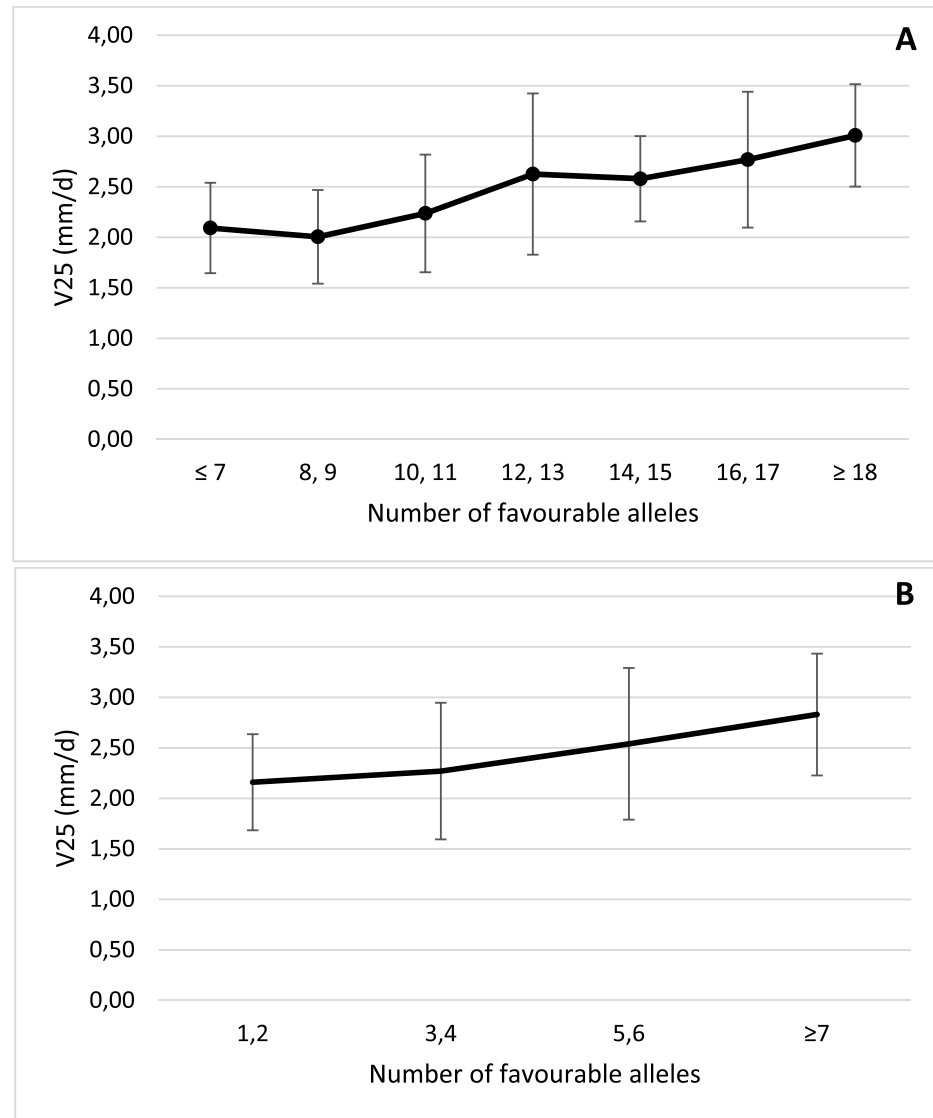 A
4,00
3,50
3,00
2,50
2,00
1,50
1,00
0,50
0,00
V25 (mm/d)
≤ 7 8, 9 10, 11 12, 13 14, 15 16, 17 ≥ 18
Number of favourable alleles
B
4,00
3,50
3,00
2,50
2,00
1,50
1,00
0,50
0,00
V25 (mm/d)
1,2 3,4 5,6 ≥7
Number of favourable alleles